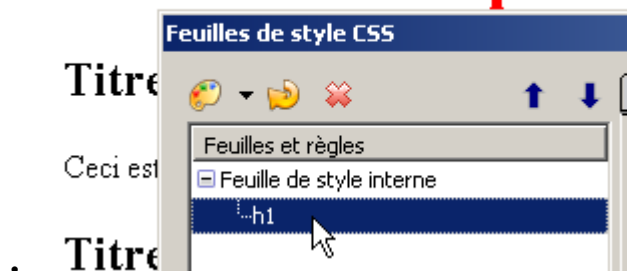 Feuilles de style CSS
Titre
Feuilles et règles
Ceci est
Feuille de style interne
h1
Titre